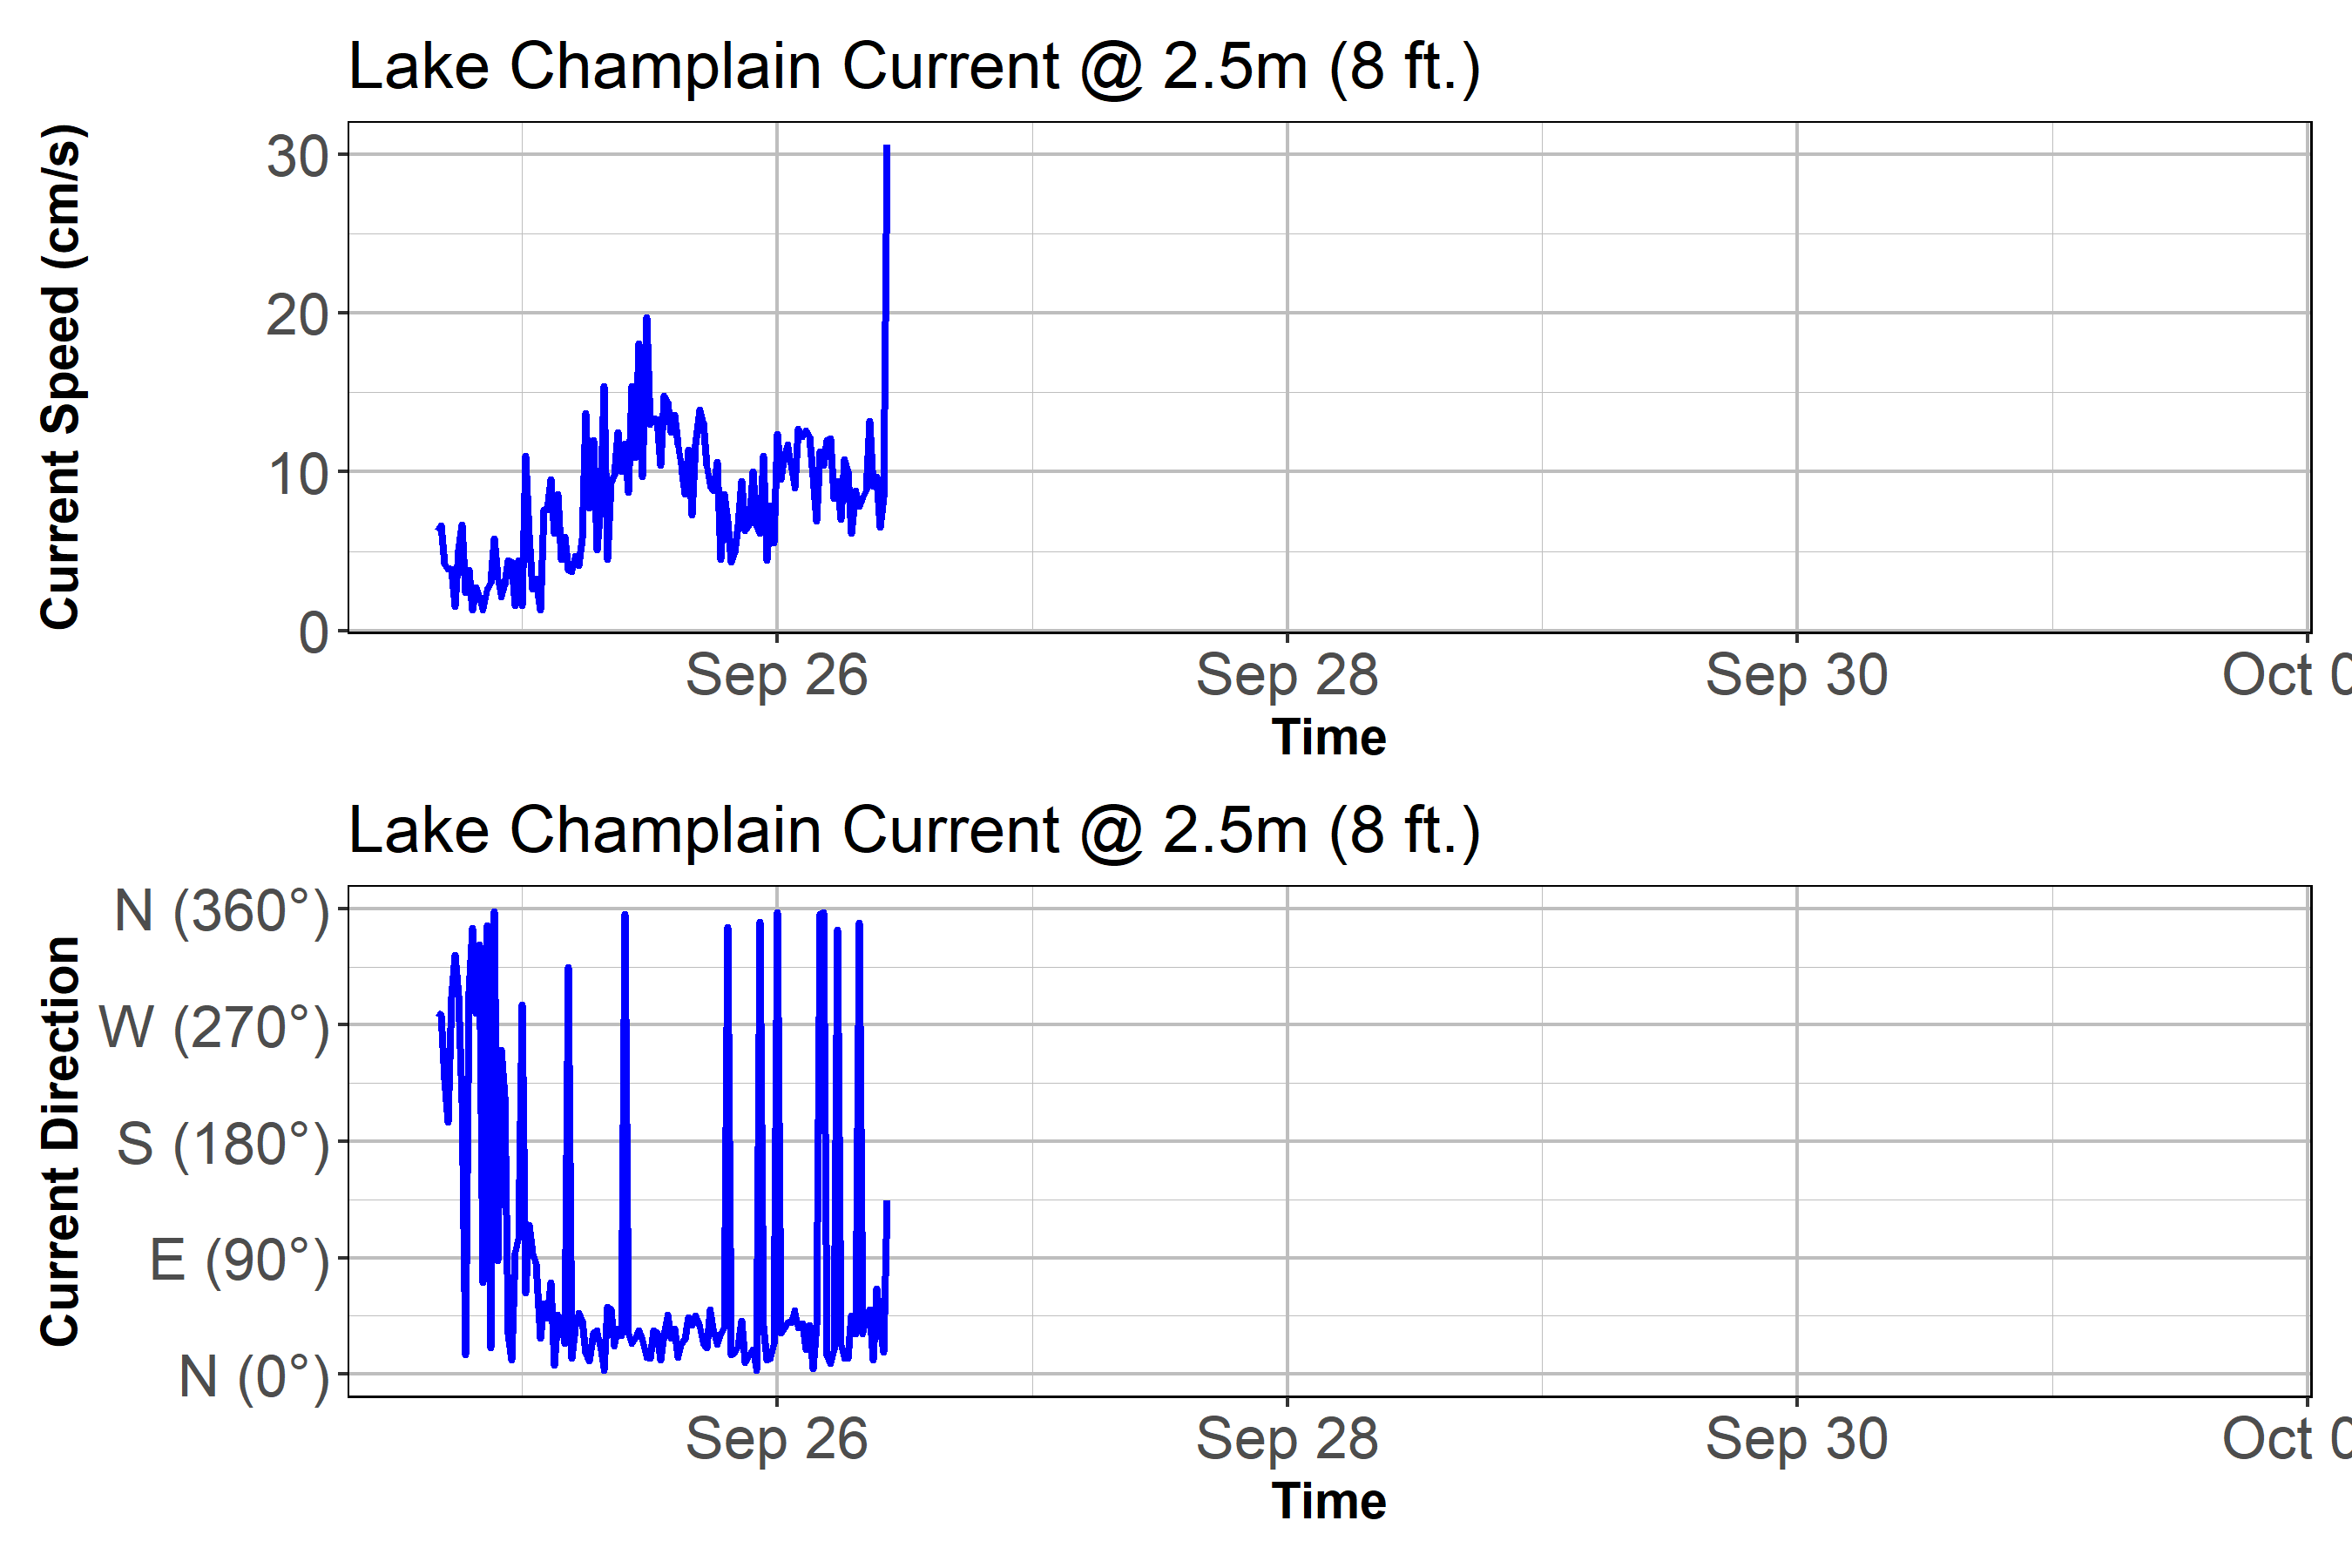 Lake Champlain Current @ 2.5m (8 ft.)
Current Speed (cm/s)
30
20
10
0
Sep 26 Sep 28 Sep 30 Oct 0
Time
Lake Champlain Current @ 2.5m (8 ft.)
Current Direction
N (360°)
W (270°)
S (180°)
E (90°)
N (0°)
Sep 26 Sep 28 Sep 30 Oct 0
Time